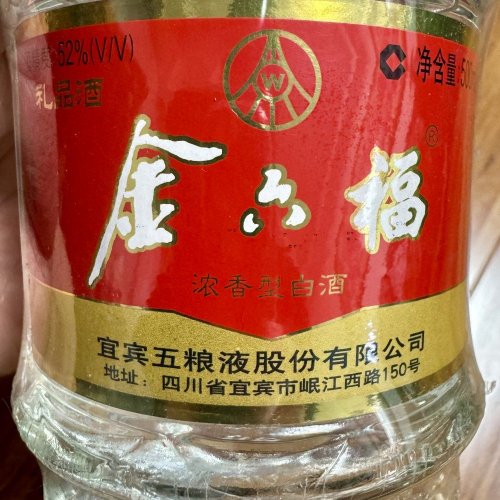 52%(V/V)
净含量:50
礼品酒
金六福®
浓香型白酒
宜宾五粮液股份有限公司
地址：四川省宜宾市岷江西路150号